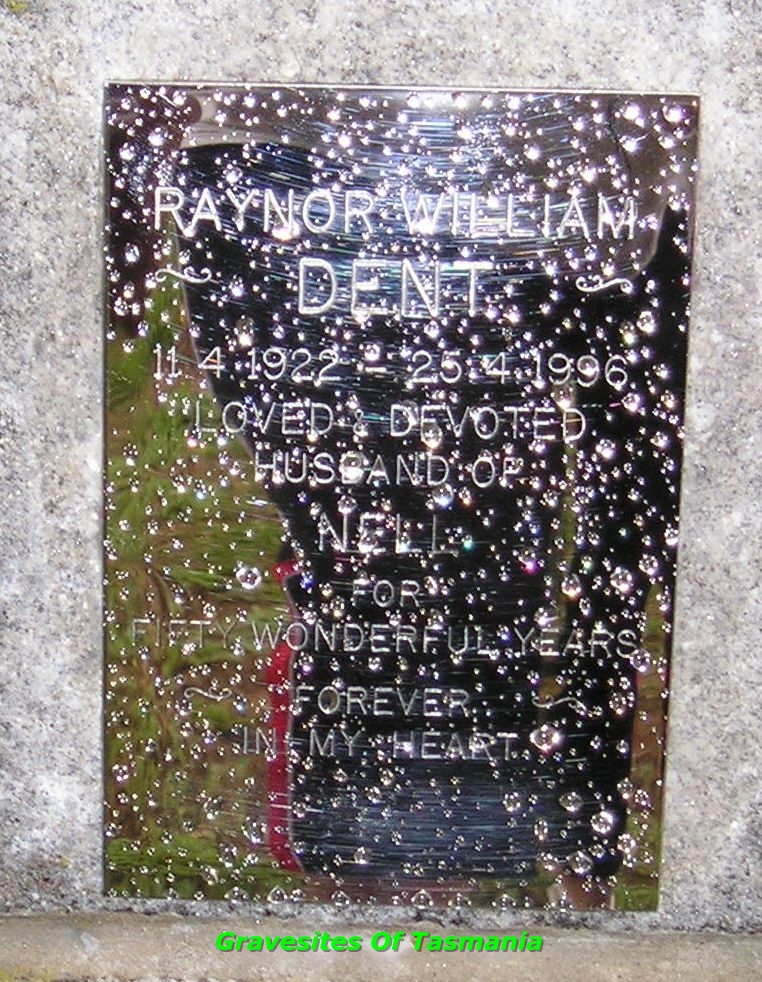 RAYNOR WILLIAM
DENT
11 4 1922 - 25 4 1996
LOVED & DEVOTED
HUSBAND OF
NELL
FOR
FIFTY WONDERFUL YEARS
FOREVER
IN MY HEART
Gravesites Of Tasmania